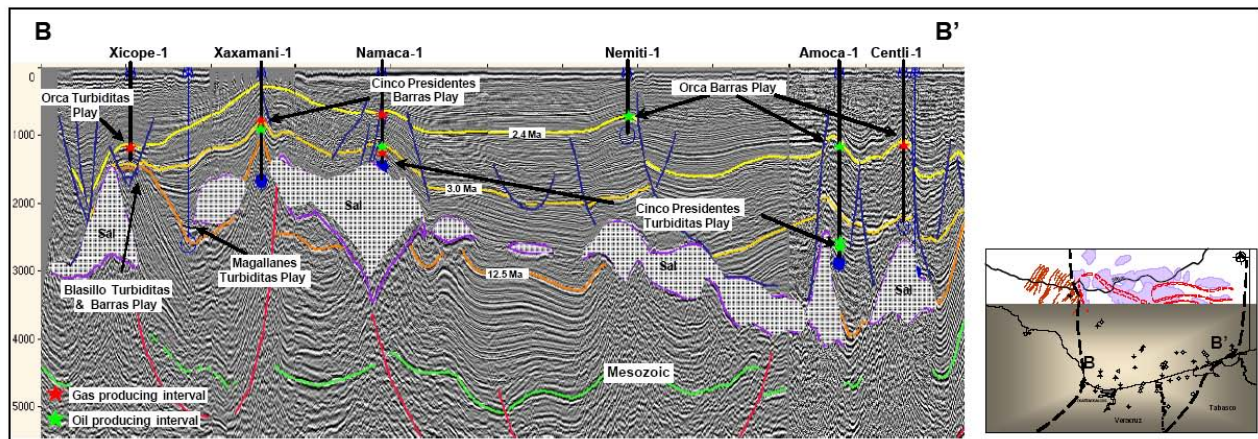 B
B'
Xicope-1
Xaxamani-1
Namaca-1
Nemiti-1
Amoca-1
Centli-1
0
1000
2000
3000
4000
5000
Orca Turbiditas
Play
Cinco Presidentes
Barras Play
Orca Barras Play
2.4 Ma
3.0 Ma
12.5 Ma
Sal
Sal
Sal
Sal
Cinco Presidentes
Turbiditas Play
Magallanes
Turbiditas Play
Blasillo Turbiditas
& Barras Play
Mesozoic
Gas producing interval
Oil producing interval
B
B'
Veracruz
Tabasco